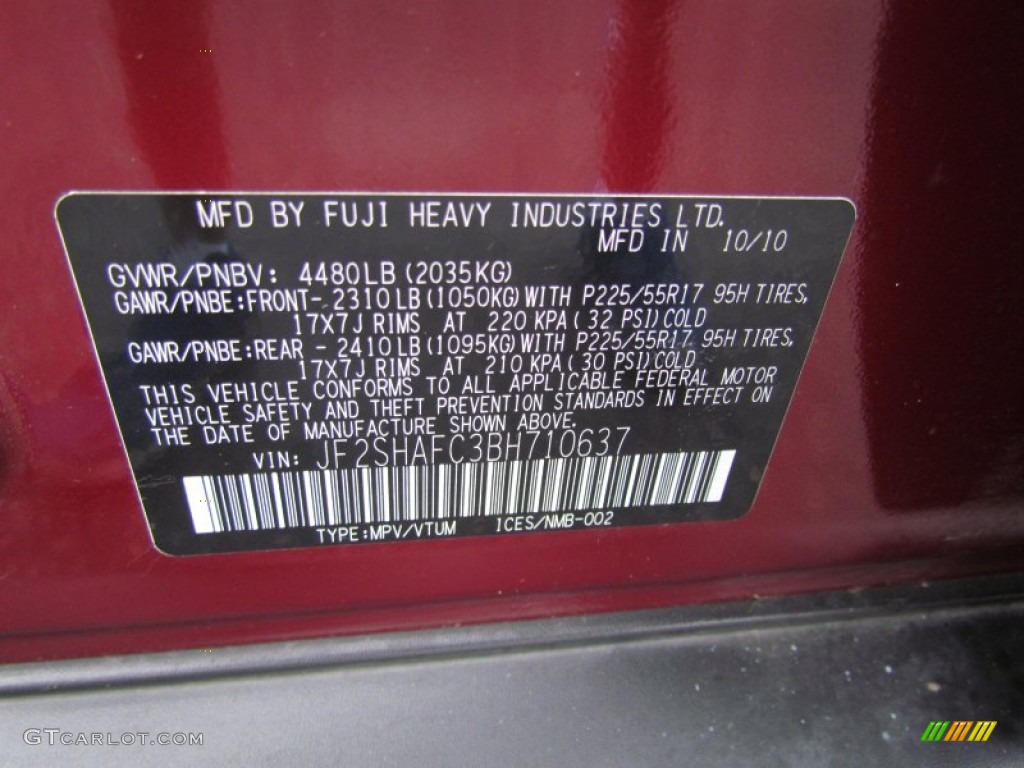 MFD BY FUJI HEAVY INDUSTRIES LTD.
MFD IN 10/10
GVWR/PNBV: 4480LB (2035KG)
GAWR/PNBE:FRONT- 2310LB (1050KG) WITH P225/55R17 95H TIRES,
17X7J RIMS AT 220 KPA( 32 PSI)COLD
GAWR/PNBE:REAR - 2410LB (1095KG) WITH P225/55R17 95H TIRES,
17X7J RIMS AT 210 KPA( 30 PSI)COLD
THIS VEHICLE CONFORMS TO ALL APPLICABLE FEDERAL MOTOR
VEHICLE SAFETY AND THEFT PREVENTION STANDARDS IN EFFECT ON
THE DATE OF MANUFACTURE SHOWN ABOVE.
VIN: JF2SHAFC3BH710637
TYPE:MPV/VTUM ICES/NMB-002
GTCARLOT.COM